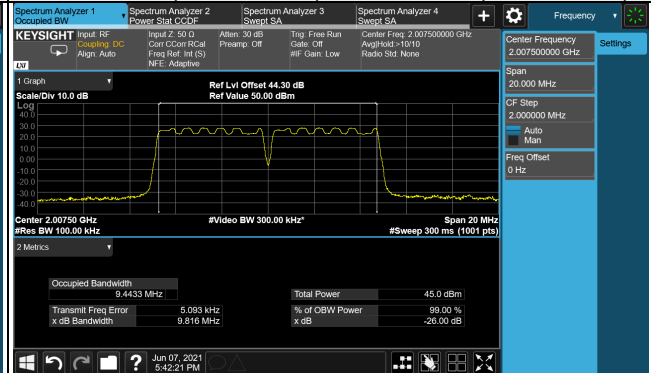 Spectrum Analyzer 1
Occupied BW
Spectrum Analyzer 2
Power Stat CCDF
Spectrum Analyzer 3
Swept SA
Spectrum Analyzer 4
Swept SA
+
Frequency
KEYSIGHT
Input: RF
Coupling: DC
Align: Auto
Input Z: 50 Ω
Corr CCorr RCal
Freq Ref: Int (S)
NFE: Adaptive
Atten: 30 dB
Preamp: Off
Trig: Free Run
Gate: Off
#IF Gain: Low
Center Freq: 2.007500000 GHz
Avg|Hold:>10/10
Radio Std: None
LXI
Center Frequency
2.007500000 GHz
Settings
Span
20.000 MHz
CF Step
2.000000 MHz
Auto
Man
Freq Offset
0 Hz
1 Graph
Scale/Div 10.0 dB
Ref Lvl Offset 44.30 dB
Ref Value 50.00 dBm
Log
40.0
30.0
20.0
10.0
0.00
-10.0
-20.0
-30.0
-40.0
Center 2.00750 GHz
#Res BW 100.00 kHz
#Video BW 300.00 kHz*
Span 20 MHz
#Sweep 300 ms (1001 pts)
2 Metrics
Occupied Bandwidth
9.4433 MHz
Total Power 45.0 dBm
Transmit Freq Error 5.093 kHz
% of OBW Power 99.00 %
x dB Bandwidth 9.816 MHz
x dB -26.00 dB
?
Jun 07, 2021
5:42:21 PM